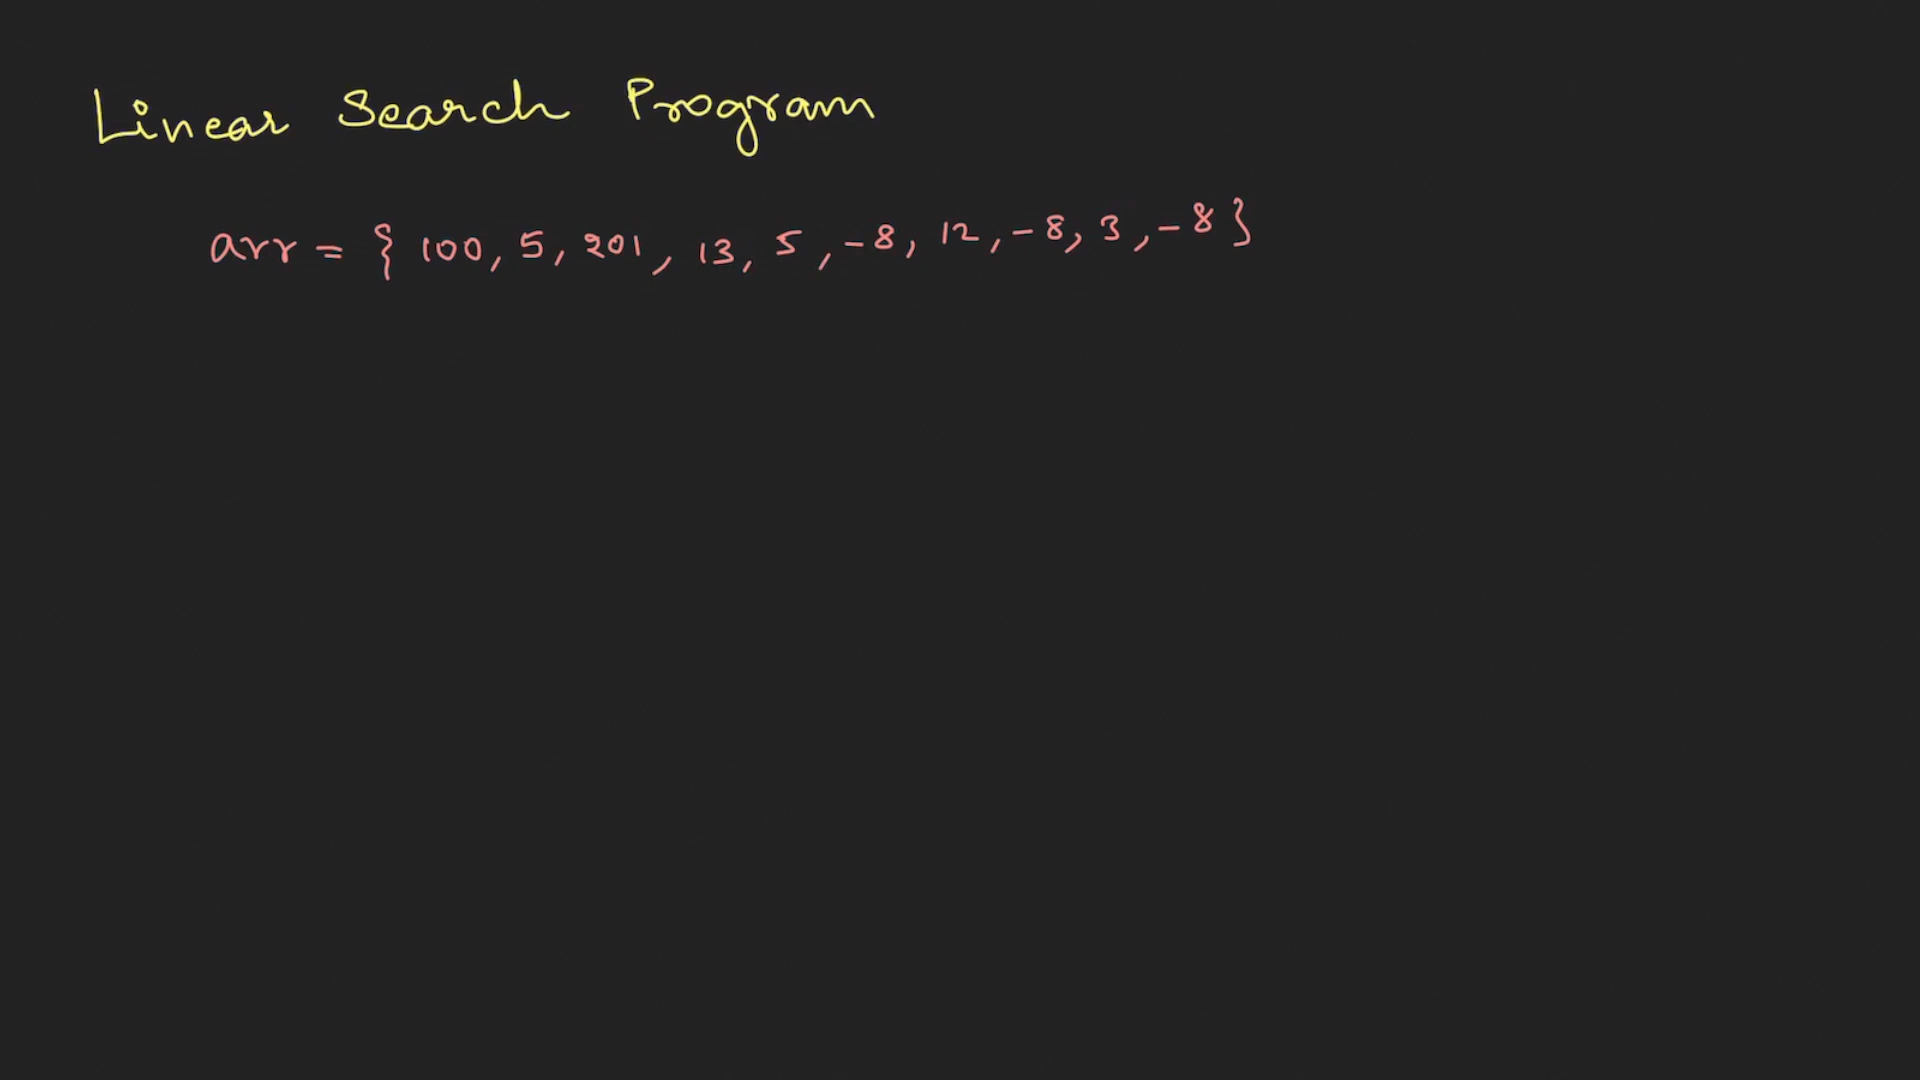 Linear Search Program
arr = { 100, 5, 201, 13, 5, -8, 12, -8, 3, -8 }